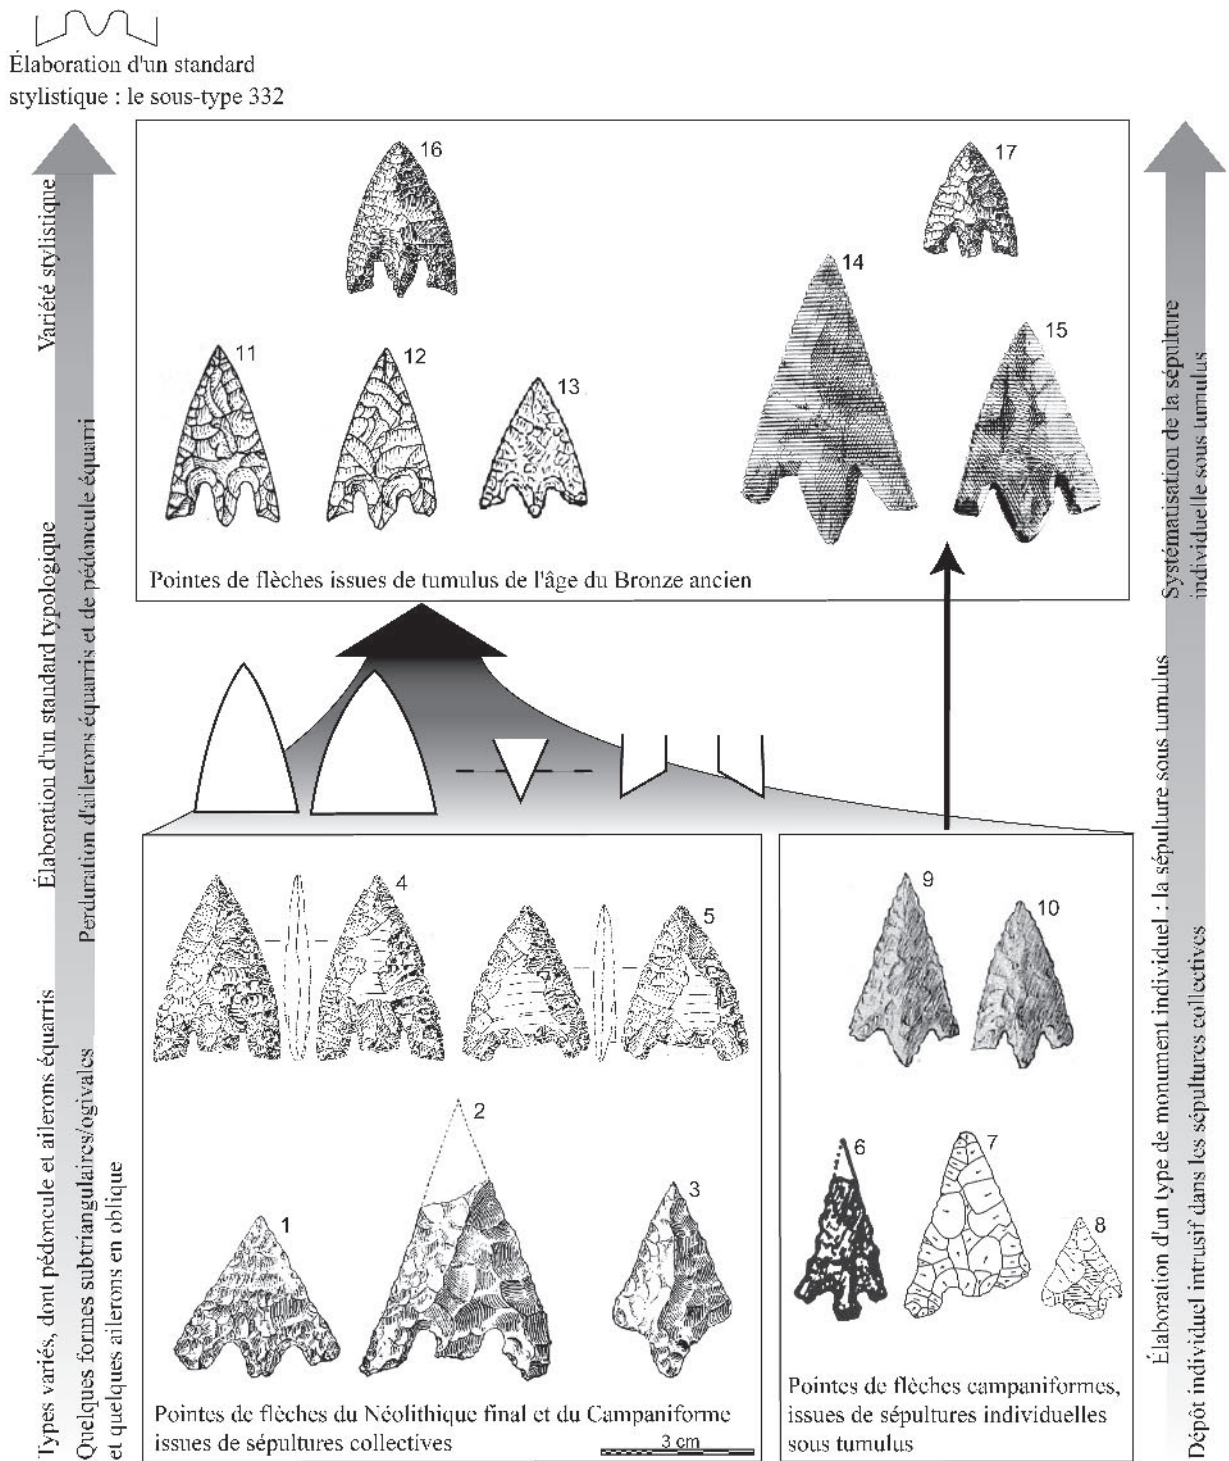 Élaboration d'un standard
stylistique : le sous-type 332
Variété stylistique
Élaboration d'un standard typologique
Types variés, dont pédoncule et ailerons équarris
Perduration d'ailerons équarris et de pédoncule équarri
Quelques formes subtriangulaires/ogivales
et quelques ailerons en oblique
16
17
14
15
11
12
13
Pointes de flèches issues de tumulus de l'âge du Bronze ancien
4
5
2
1
3
Pointes de flèches du Néolithique final et du Campaniforme
issues de sépultures collectives
3 cm
9
10
6
7
8
Pointes de flèches campaniformes,
issues de sépultures individuelles
sous tumulus
Systématisation de la sépulture
individuelle sous tumulus
Élaboration d'un type de monument individuel : la sépulture sous tumulus
Dépôt individuel intrusif dans les sépultures collectives